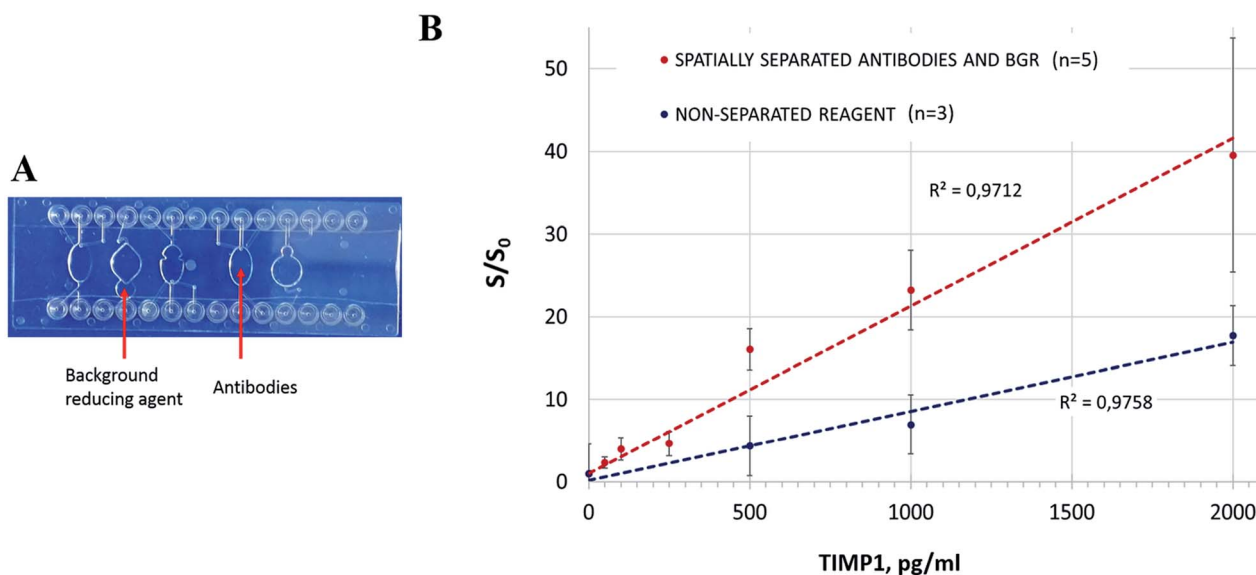 A
Background
reducing agent
Antibodies
B
SPATIALLY SEPARATED ANTIBODIES AND BGR (n=5)
NON-SEPARATED REAGENT (n=3)
R² = 0,9712
R² = 0,9758
S/S₀
50
40
30
20
10
0
0 500 1000 1500 2000
TIMP1, pg/ml